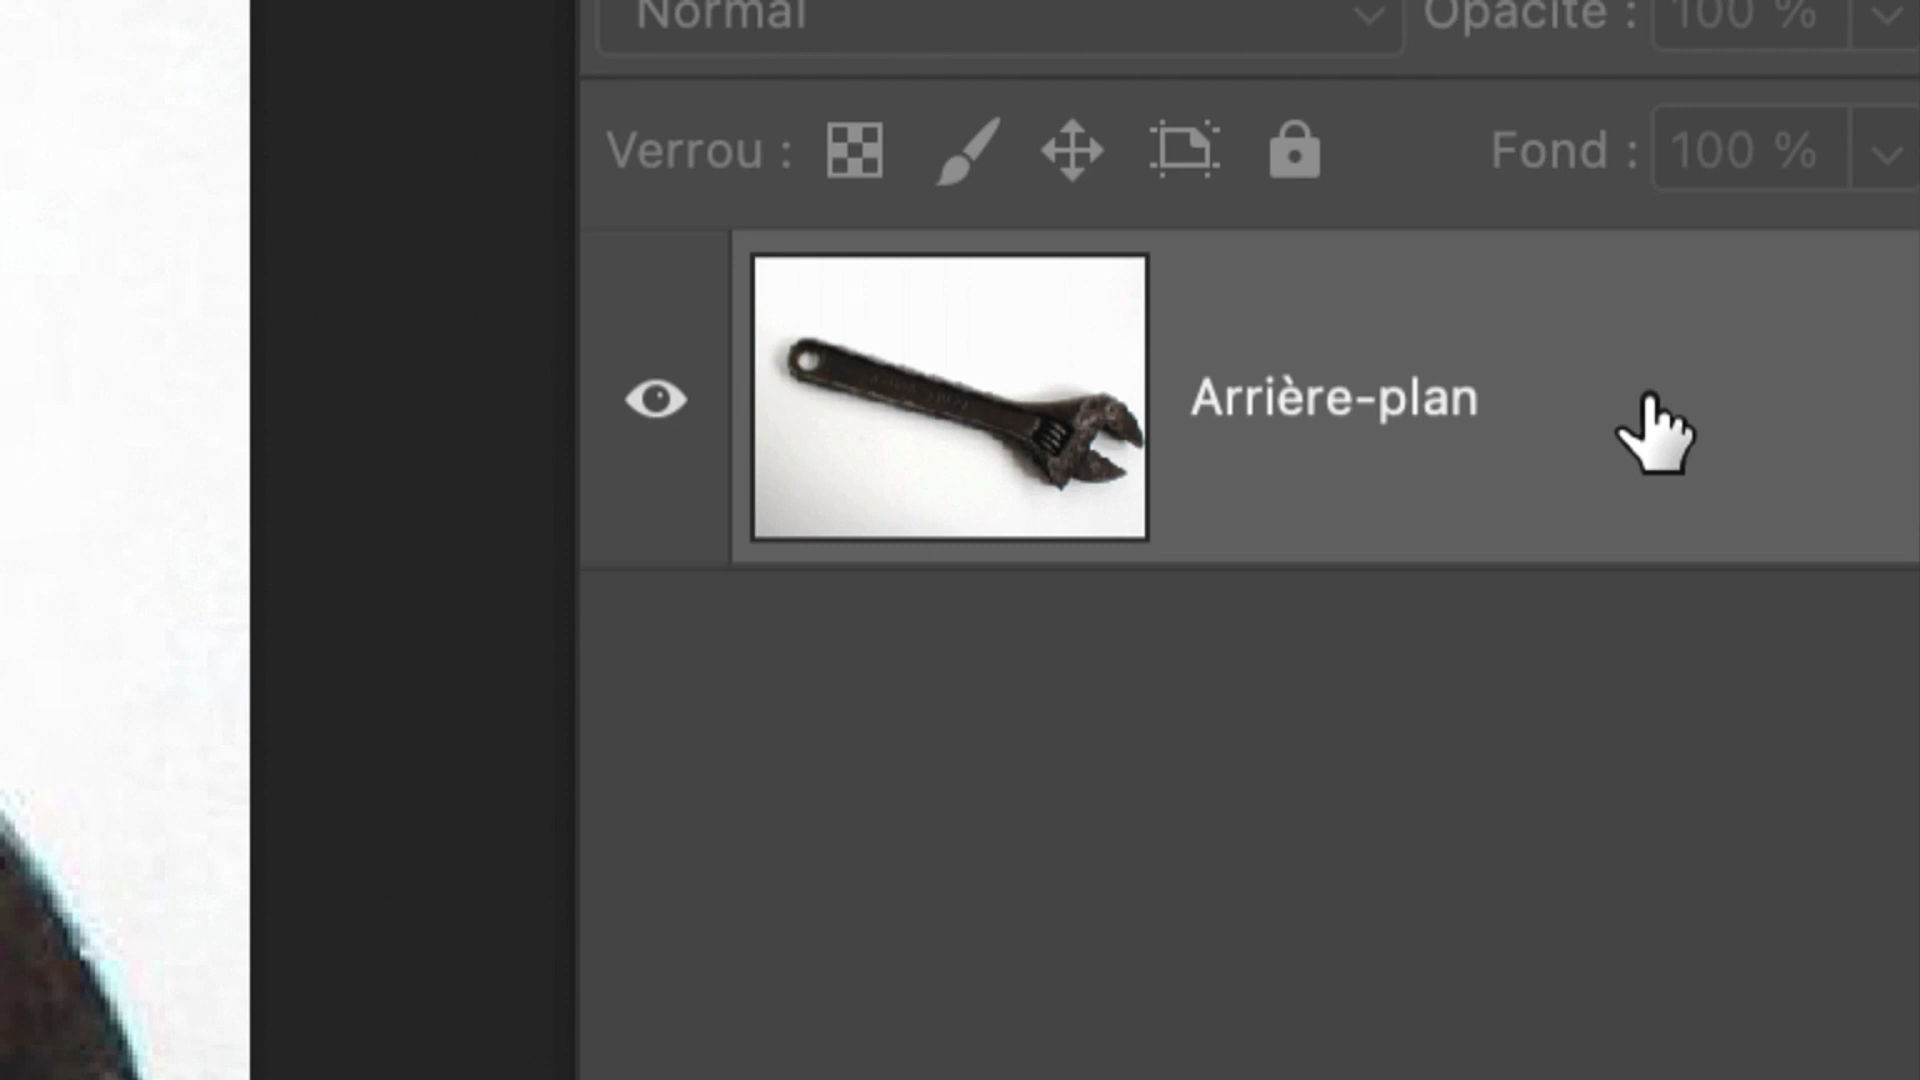 Normal Opacité : 100 %
Verrou : Fond : 100 %
Arrière-plan